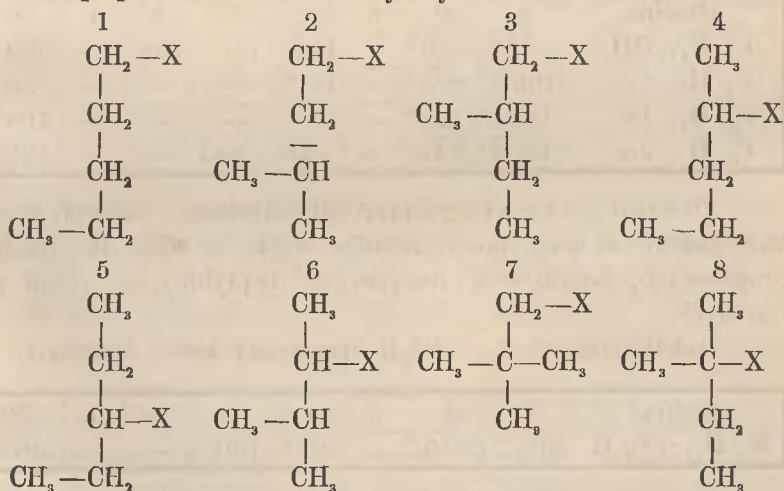 1 2 3 4
CH₂—X CH₂—X CH₂—X CH₃
CH₂ CH₂ CH₃—CH CH—X
CH₂ CH₃—CH CH₂ CH₂
CH₃—CH₂ CH₃ CH₃ CH₃—CH₂
5 6 7 8
CH₃ CH₃ CH₂—X CH₃
CH₂ CH—X CH₃—C—CH₃ CH₃—C—X
CH—X CH₃—CH CH₃ CH₂
CH₃—CH₂ CH₃ CH₃